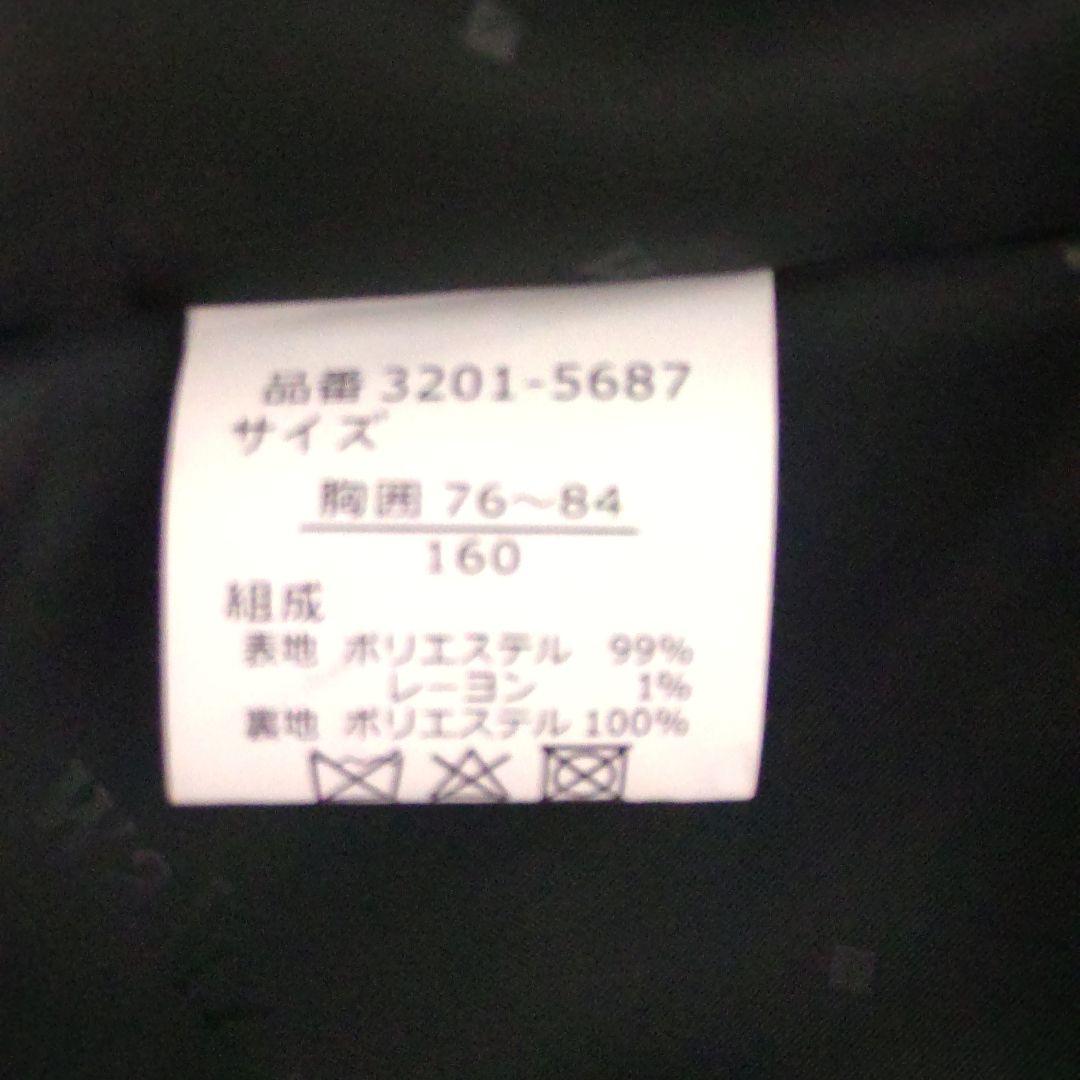 品番 3201-5687
サイズ
胸囲 76～84
160
組成
表地 ポリエステル 99%
レーヨン 1%
裏地 ポリエステル 100%